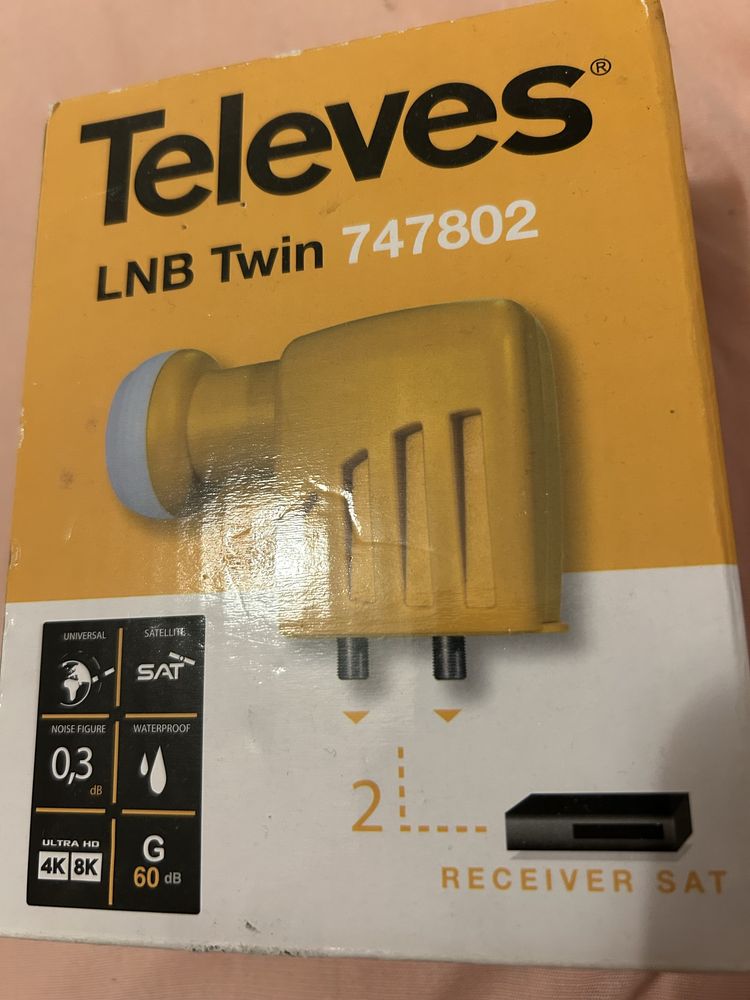 Televes®
LNB Twin 747802
UNIVERSAL
SATELLITE
SAT
NOISE FIGURE
0,3
dB
WATERPROOF
ULTRA HD
4K 8K
G
60 dB
2
RECEIVER SAT